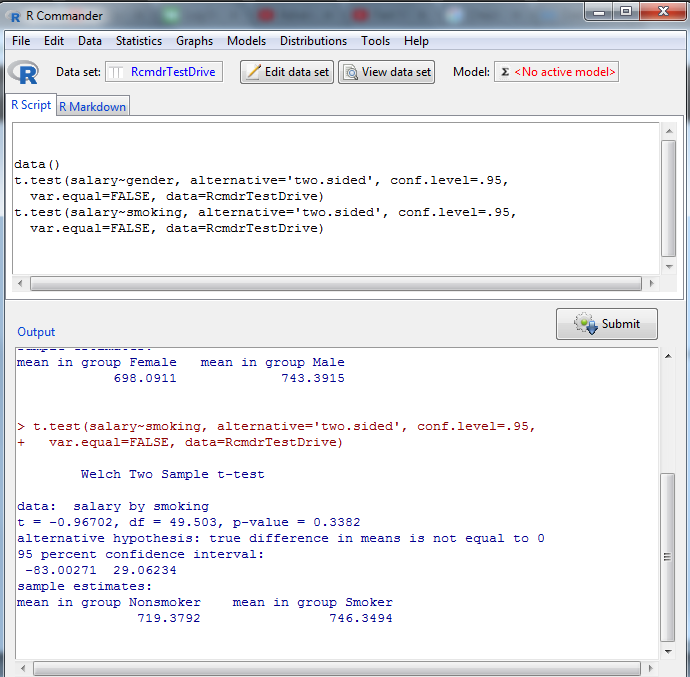 R Commander
File Edit Data Statistics Graphs Models Distributions Tools Help
R Data set: RcmdrTestDrive Edit data set View data set Model: Σ <No active model>
R Script R Markdown
data()
t.test(salary~gender, alternative='two.sided', conf.level=.95,
  var.equal=FALSE, data=RcmdrTestDrive)
t.test(salary~smoking, alternative='two.sided', conf.level=.95,
  var.equal=FALSE, data=RcmdrTestDrive)
Output Submit
sample estimates:
mean in group Female   mean in group Male
            698.0911             743.3915
> t.test(salary~smoking, alternative='two.sided', conf.level=.95,
+   var.equal=FALSE, data=RcmdrTestDrive)
        Welch Two Sample t-test
data:  salary by smoking
t = -0.96702, df = 49.503, p-value = 0.3382
alternative hypothesis: true difference in means is not equal to 0
95 percent confidence interval:
 -83.00271  29.06234
sample estimates:
mean in group Nonsmoker    mean in group Smoker
               719.3792                746.3494